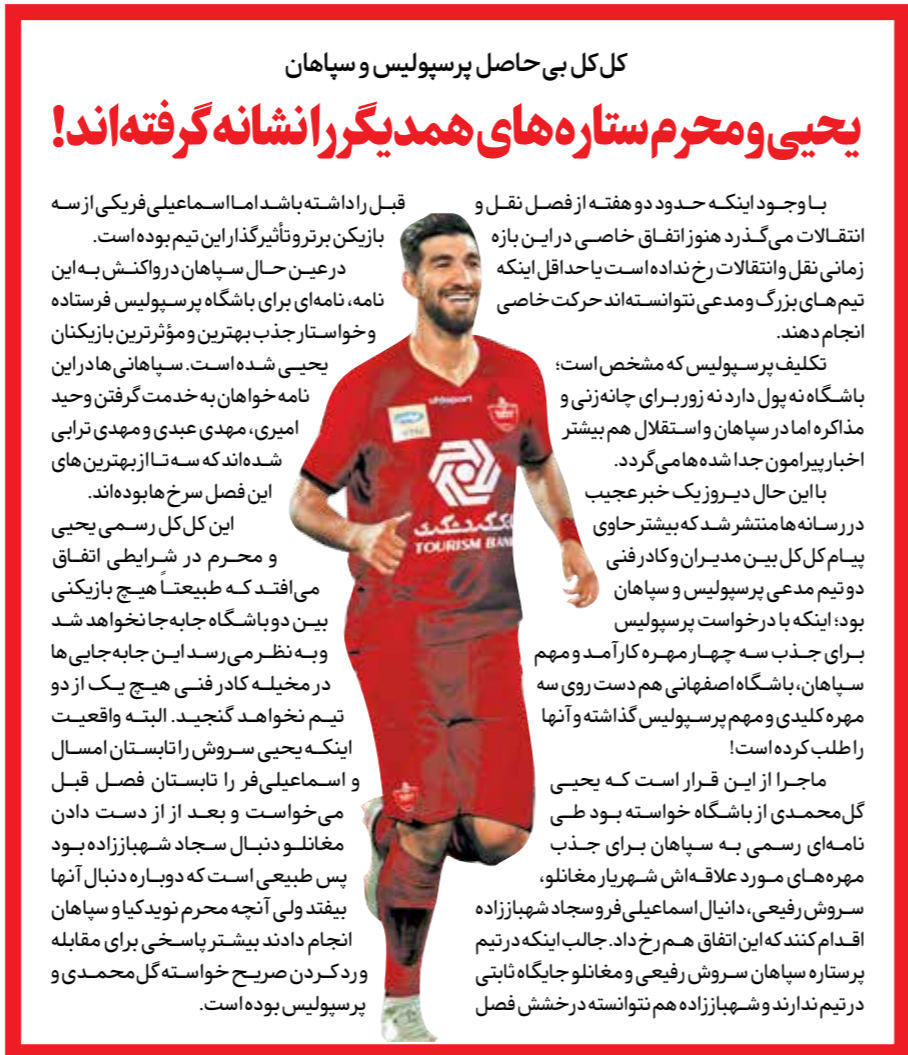 کل‌کل بی‌حاصل پرسپولیس و سپاهان
یحیی و محرم ستاره‌های همدیگر را نشانه گرفته‌اند!
با وجود اینکه حدود دو هفته از فصل نقل و
انتقالات می‌گذرد هنوز اتفاق خاصی در این بازه
زمانی نقل و انتقالات رخ نداده است یا حداقل اینکه
تیم‌های بزرگ و مدعی نتوانسته‌اند حرکت خاصی
انجام دهند.
تکلیف پرسپولیس که مشخص است؛
باشگاه نه پول دارد نه زور برای چانه‌زنی و
مذاکره اما در سپاهان و استقلال هم بیشتر
اخبار پیرامون جدا شده‌ها می‌گردد.
با این حال دیروز یک خبر عجیب
در رسانه‌ها منتشر شد که بیشتر حاوی
پیام کل‌کل بین مدیران و کادر فنی
دو تیم مدعی پرسپولیس و سپاهان
بود؛ اینکه با درخواست پرسپولیس
برای جذب سه چهار مهره کارآمد و مهم
سپاهان، باشگاه اصفهانی هم دست روی سه
مهره کلیدی و مهم پرسپولیس گذاشته و آنها
را طلب کرده است!
ماجرا از این قرار است که یحیی
گل‌محمدی از باشگاه خواسته بود طی
نامه‌ای رسمی به سپاهان برای جذب
مهره‌های مورد علاقه‌اش شهریار مغانلو،
سروش رفیعی، دانیال اسماعیلی‌فر و سجاد شهباززاده
اقدام کنند که این اتفاق هم رخ داد. جالب اینکه در تیم
پرستاره سپاهان سروش رفیعی و مغانلو جایگاه ثابتی
در تیم ندارند و شهباززاده هم نتوانسته درخشش فصل
قبل را داشته باشد اما اسماعیلی‌فر یکی از سه
بازیکن برتر و تأثیرگذار این تیم بوده است.
در عین حال سپاهان در واکنش به این
نامه، نامه‌ای برای باشگاه پرسپولیس فرستاده
و خواستار جذب بهترین و مؤثرترین بازیکنان
یحیی شده است. سپاهانی‌ها در این
نامه خواهان به خدمت گرفتن وحید
امیری، مهدی عبدی و مهدی ترابی
شده‌اند که سه تا از بهترین‌های
این فصل سرخ‌ها بوده‌اند.
این کل‌کل رسمی یحیی
و محرم در شرایطی اتفاق
می‌افتد که طبیعتاً هیچ بازیکنی
بین دو باشگاه جابه‌جا نخواهد شد
و به نظر می‌رسد این جابه‌جایی‌ها
در مخیله کادر فنی هیچ یک از دو
تیم نخواهد گنجید. البته واقعیت
اینکه یحیی سروش را تابستان امسال
و اسماعیلی‌فر را تابستان فصل قبل
می‌خواست و بعد از از دست دادن
مغانلو دنبال سجاد شهباززاده بود
پس طبیعی است که دوباره دنبال آنها
بیفتد ولی آنچه محرم نویدکیا و سپاهان
انجام دادند بیشتر پاسخی برای مقابله
و رد کردن صریح خواسته گل‌محمدی و
پرسپولیس بوده است.
uhlsport
بانک گردشگری
TOURISM BANK